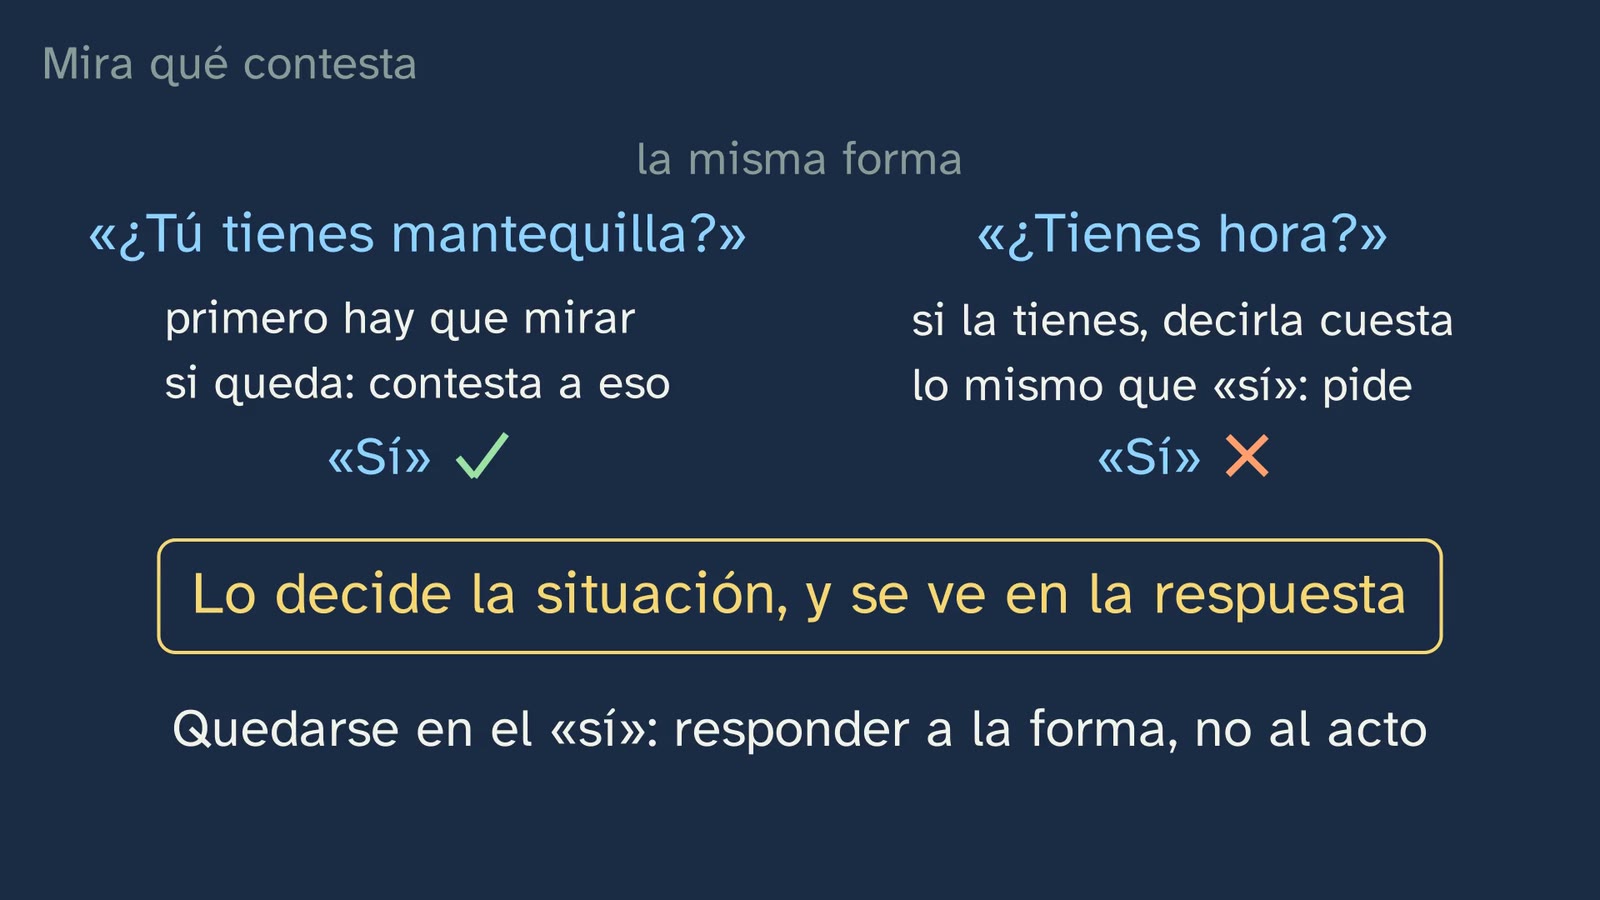 Mira qué contesta
la misma forma
«¿Tú tienes mantequilla?»
primero hay que mirar
si queda: contesta a eso
«Sí»
«¿Tienes hora?»
si la tienes, decirla cuesta
lo mismo que «sí»: pide
«Sí»
Lo decide la situación, y se ve en la respuesta
Quedarse en el «sí»: responder a la forma, no al acto